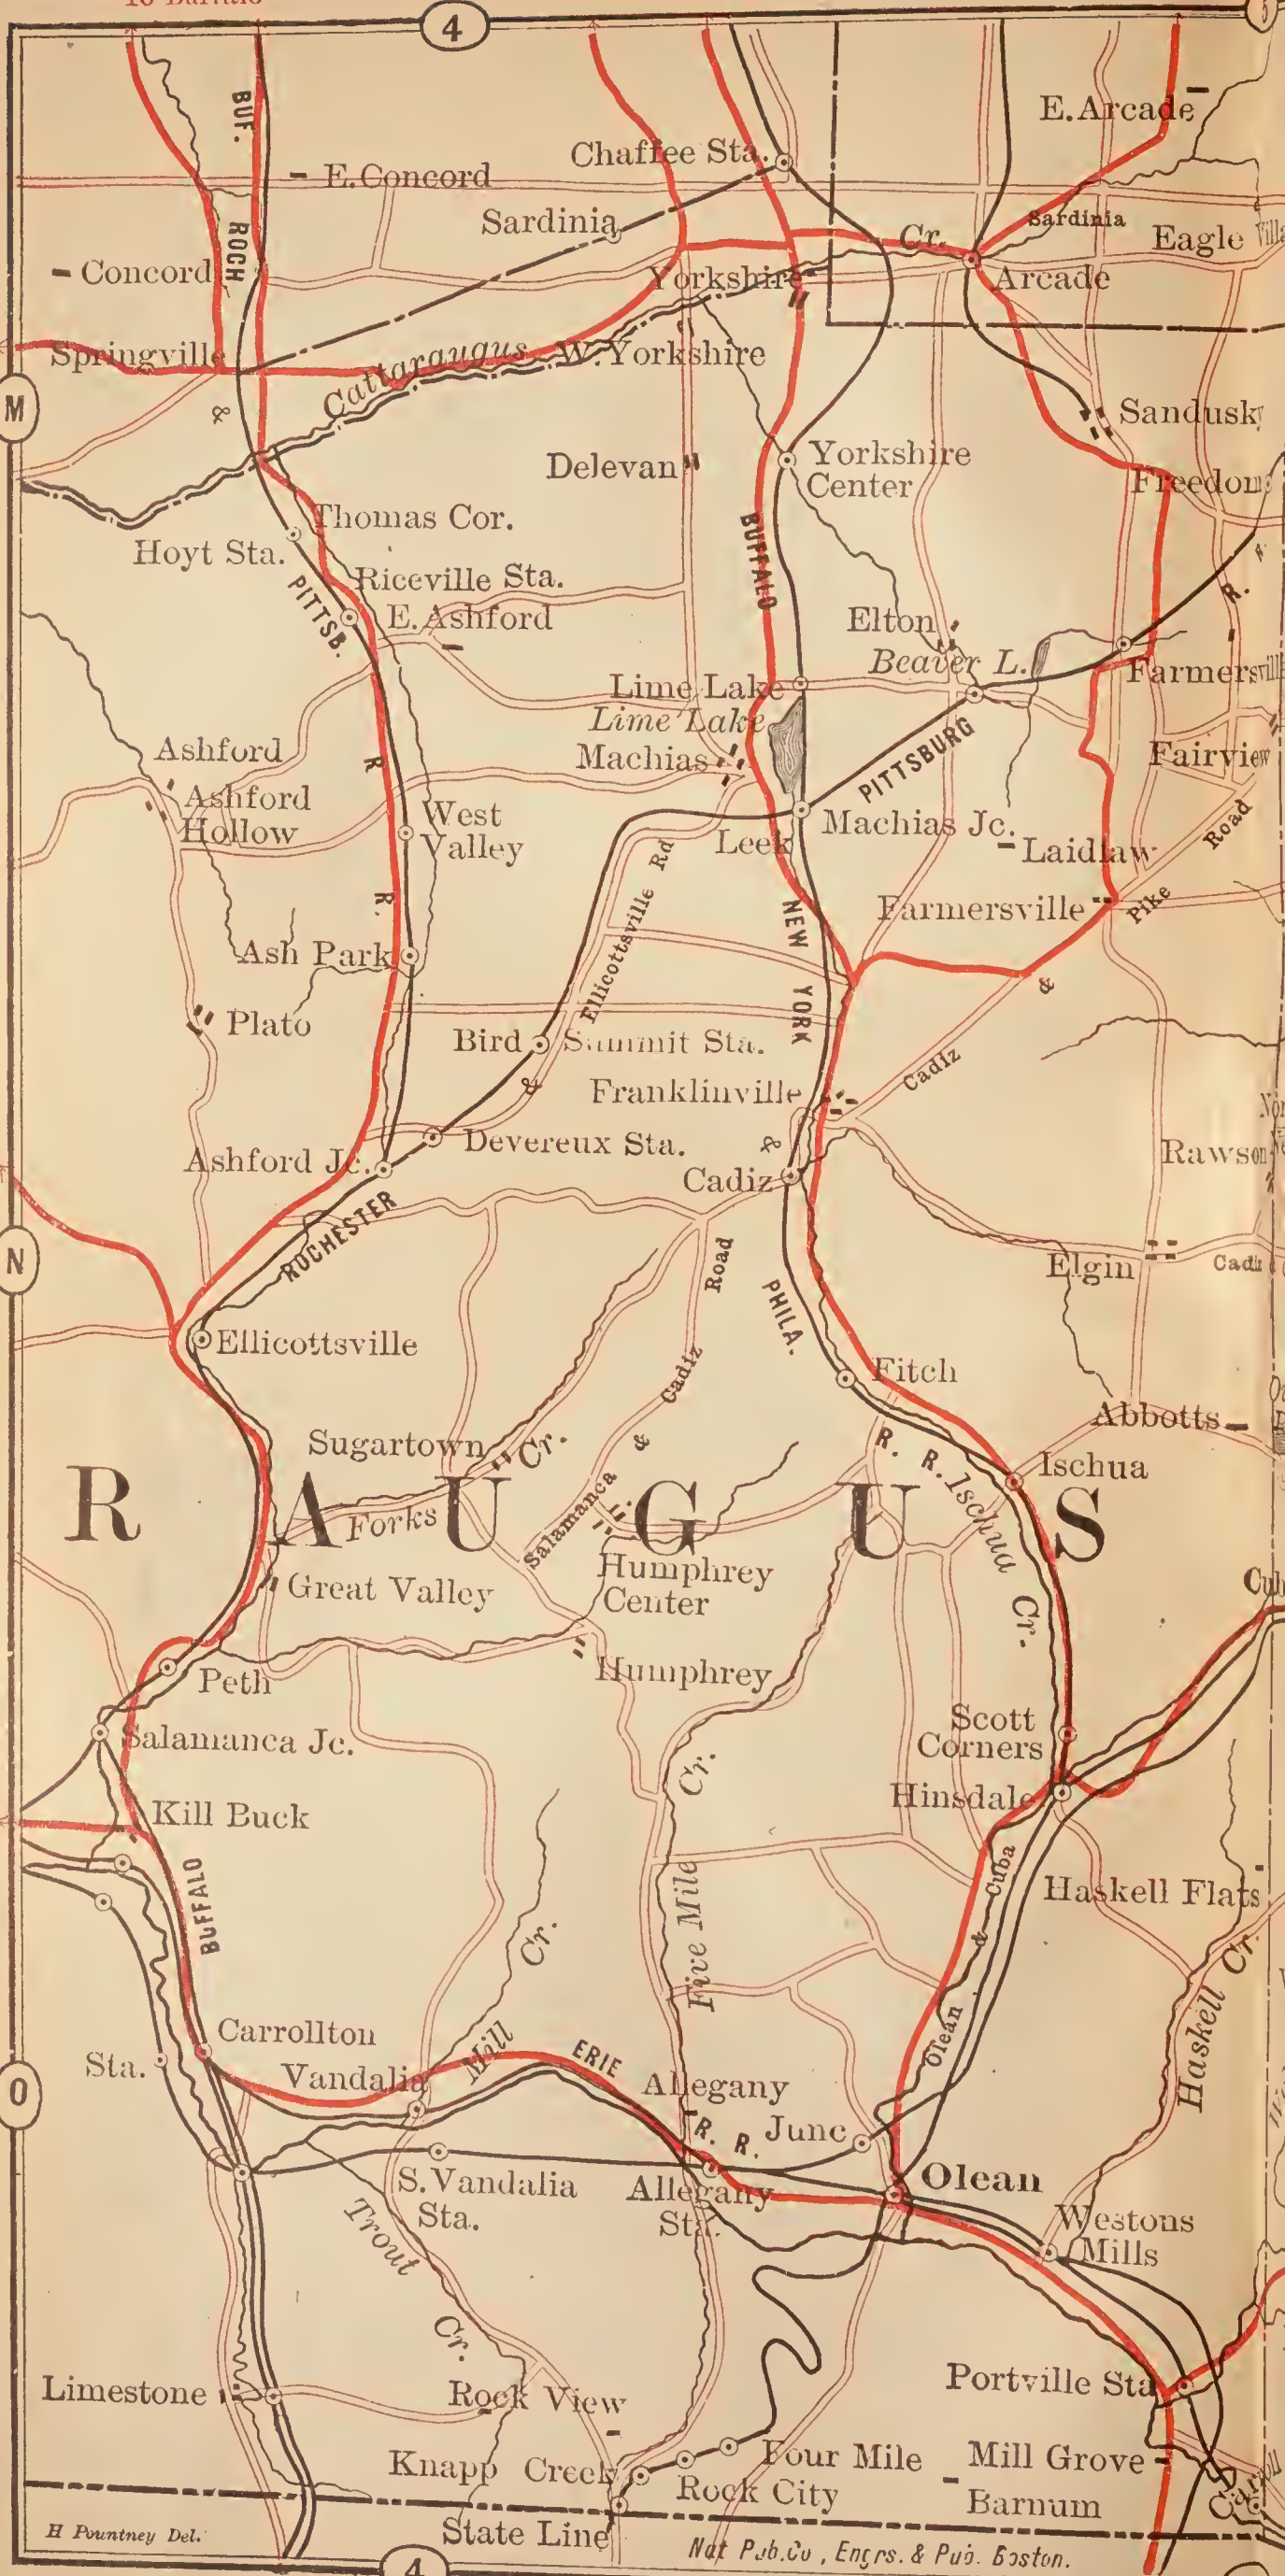 To Buffalo
4
5
BUF.
E. Arcade
Chaffee Sta.
E. Concord
Sardinia
Sardinia
ROCH
Cr.
Eagle
Concord
Yorkshire
Arcade
Springville
Cattaraugus
W. Yorkshire
M
&
Sandusky
Delevan
Yorkshire
Center
Freedom
Thomas Cor.
BUFFALO
Hoyt Sta.
Riceville Sta.
PITTSB.
R.
E. Ashford
Elton
Beaver L.
Farmersvill
Lime Lake
Lime Lake
Ashford
Machias
R
PITTSBURG
Fairview
Ashford
Hollow
West
Valley
Machias Jc.
Leek
Laidlaw
Road
Ellicottsville Rd
R.
NEW YORK
Farmersville
Pike
Ash Park
&
Plato
Bird
Summit Sta.
Cadiz
&
Franklinville
Devereux Sta.
&
Rawson
Ashford Jc.
Cadiz
ROCHESTER
N
Road
Elgin
Cadi
PHILA.
Ellicottsville
Fitch
Cadiz
Abbotts
Sugartown
Cr.
&
R. R.
Ischua
Ischua Cr.
R A U G U S
Forks
Salamanca
Humphrey
Center
Great Valley
Cub
Humphrey
Peth
Scott
Corners
Salamanca Jc.
Cr.
Hinsdale
Kill Buck
Cuba
BUFFALO
Haskell Flats
Five Mile
Cr.
&
Haskell Cr.
Olean
Carrollton
Sta.
Vandalia
Mill
ERIE
O
Allegany
R. R.
Junc
Olean
S. Vandalia
Sta.
Allegany
Sta.
Trout
Westons
Mills
Cr.
Limestone
Rock View
Portville Sta
Knapp Creek
Four Mile
Mill Grove
Rock City
Barnum
State Line
H Pountney Del.
Nat Pub. Co, Engrs. & Pub. Boston.
4